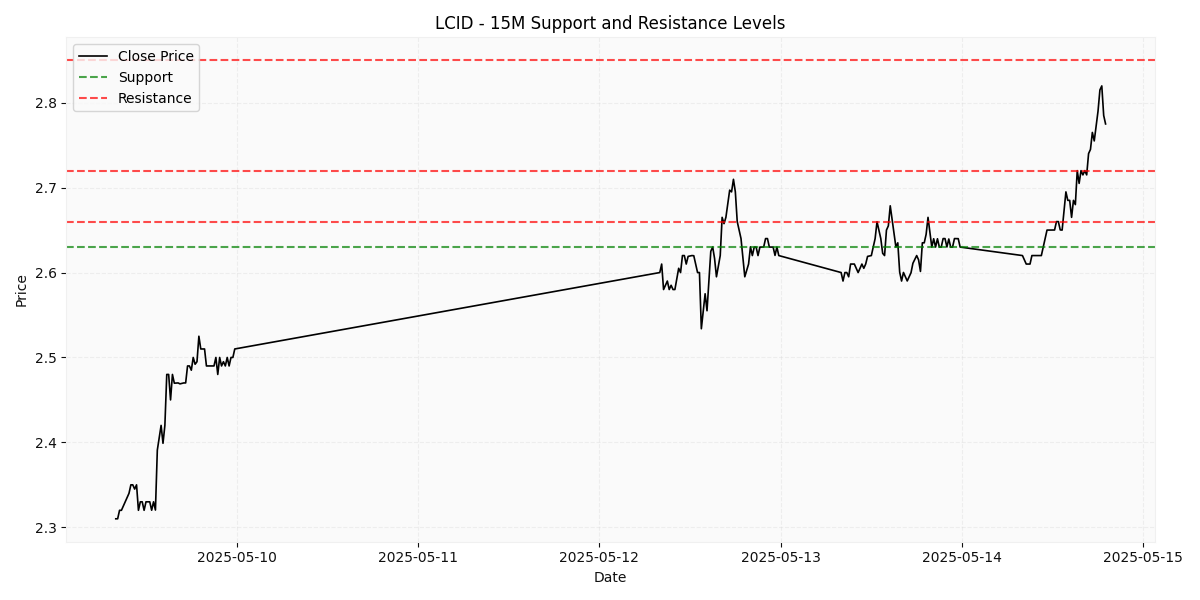 LCID - 15M Support and Resistance Levels
Close Price
Support
Resistance
Price
2.8
2.7
2.6
2.5
2.4
2.3
2025-05-10 2025-05-11 2025-05-12 2025-05-13 2025-05-14 2025-05-15
Date